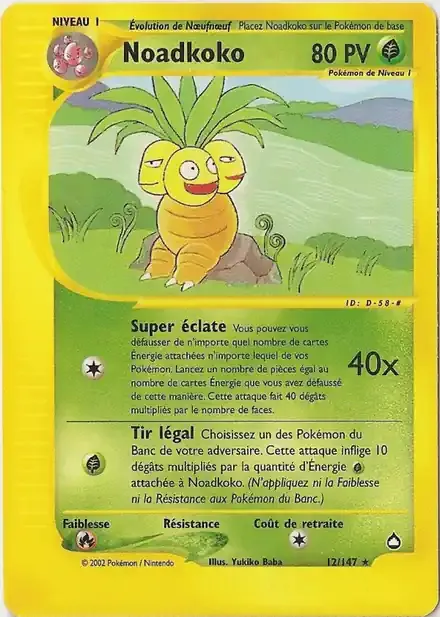 NIVEAU 1
Évolution de Nœufnœuf Placez Noadkoko sur le Pokémon de base
Noadkoko 80 PV
Pokémon de Niveau 1
ID: D-58-#
Super éclate Vous pouvez vous
défausser de n'importe quel nombre de cartes
Énergie attachées n'importe lequel de vos
Pokémon. Lancez un nombre de pièces égal au
nombre de cartes Énergie que vous avez défaussé
de cette manière. Cette attaque fait 40 dégâts
multipliés par le nombre de faces.
40x
Tir légal Choisissez un des Pokémon du
Banc de votre adversaire. Cette attaque inflige 10
dégâts multipliés par la quantité d'Énergie
attachée à Noadkoko. (N'appliquez ni la Faiblesse
ni la Résistance aux Pokémon du Banc.)
Faiblesse Résistance Coût de retraite
© 2002 Pokémon / Nintendo Illus. Yukiko Baba 12/147 ★